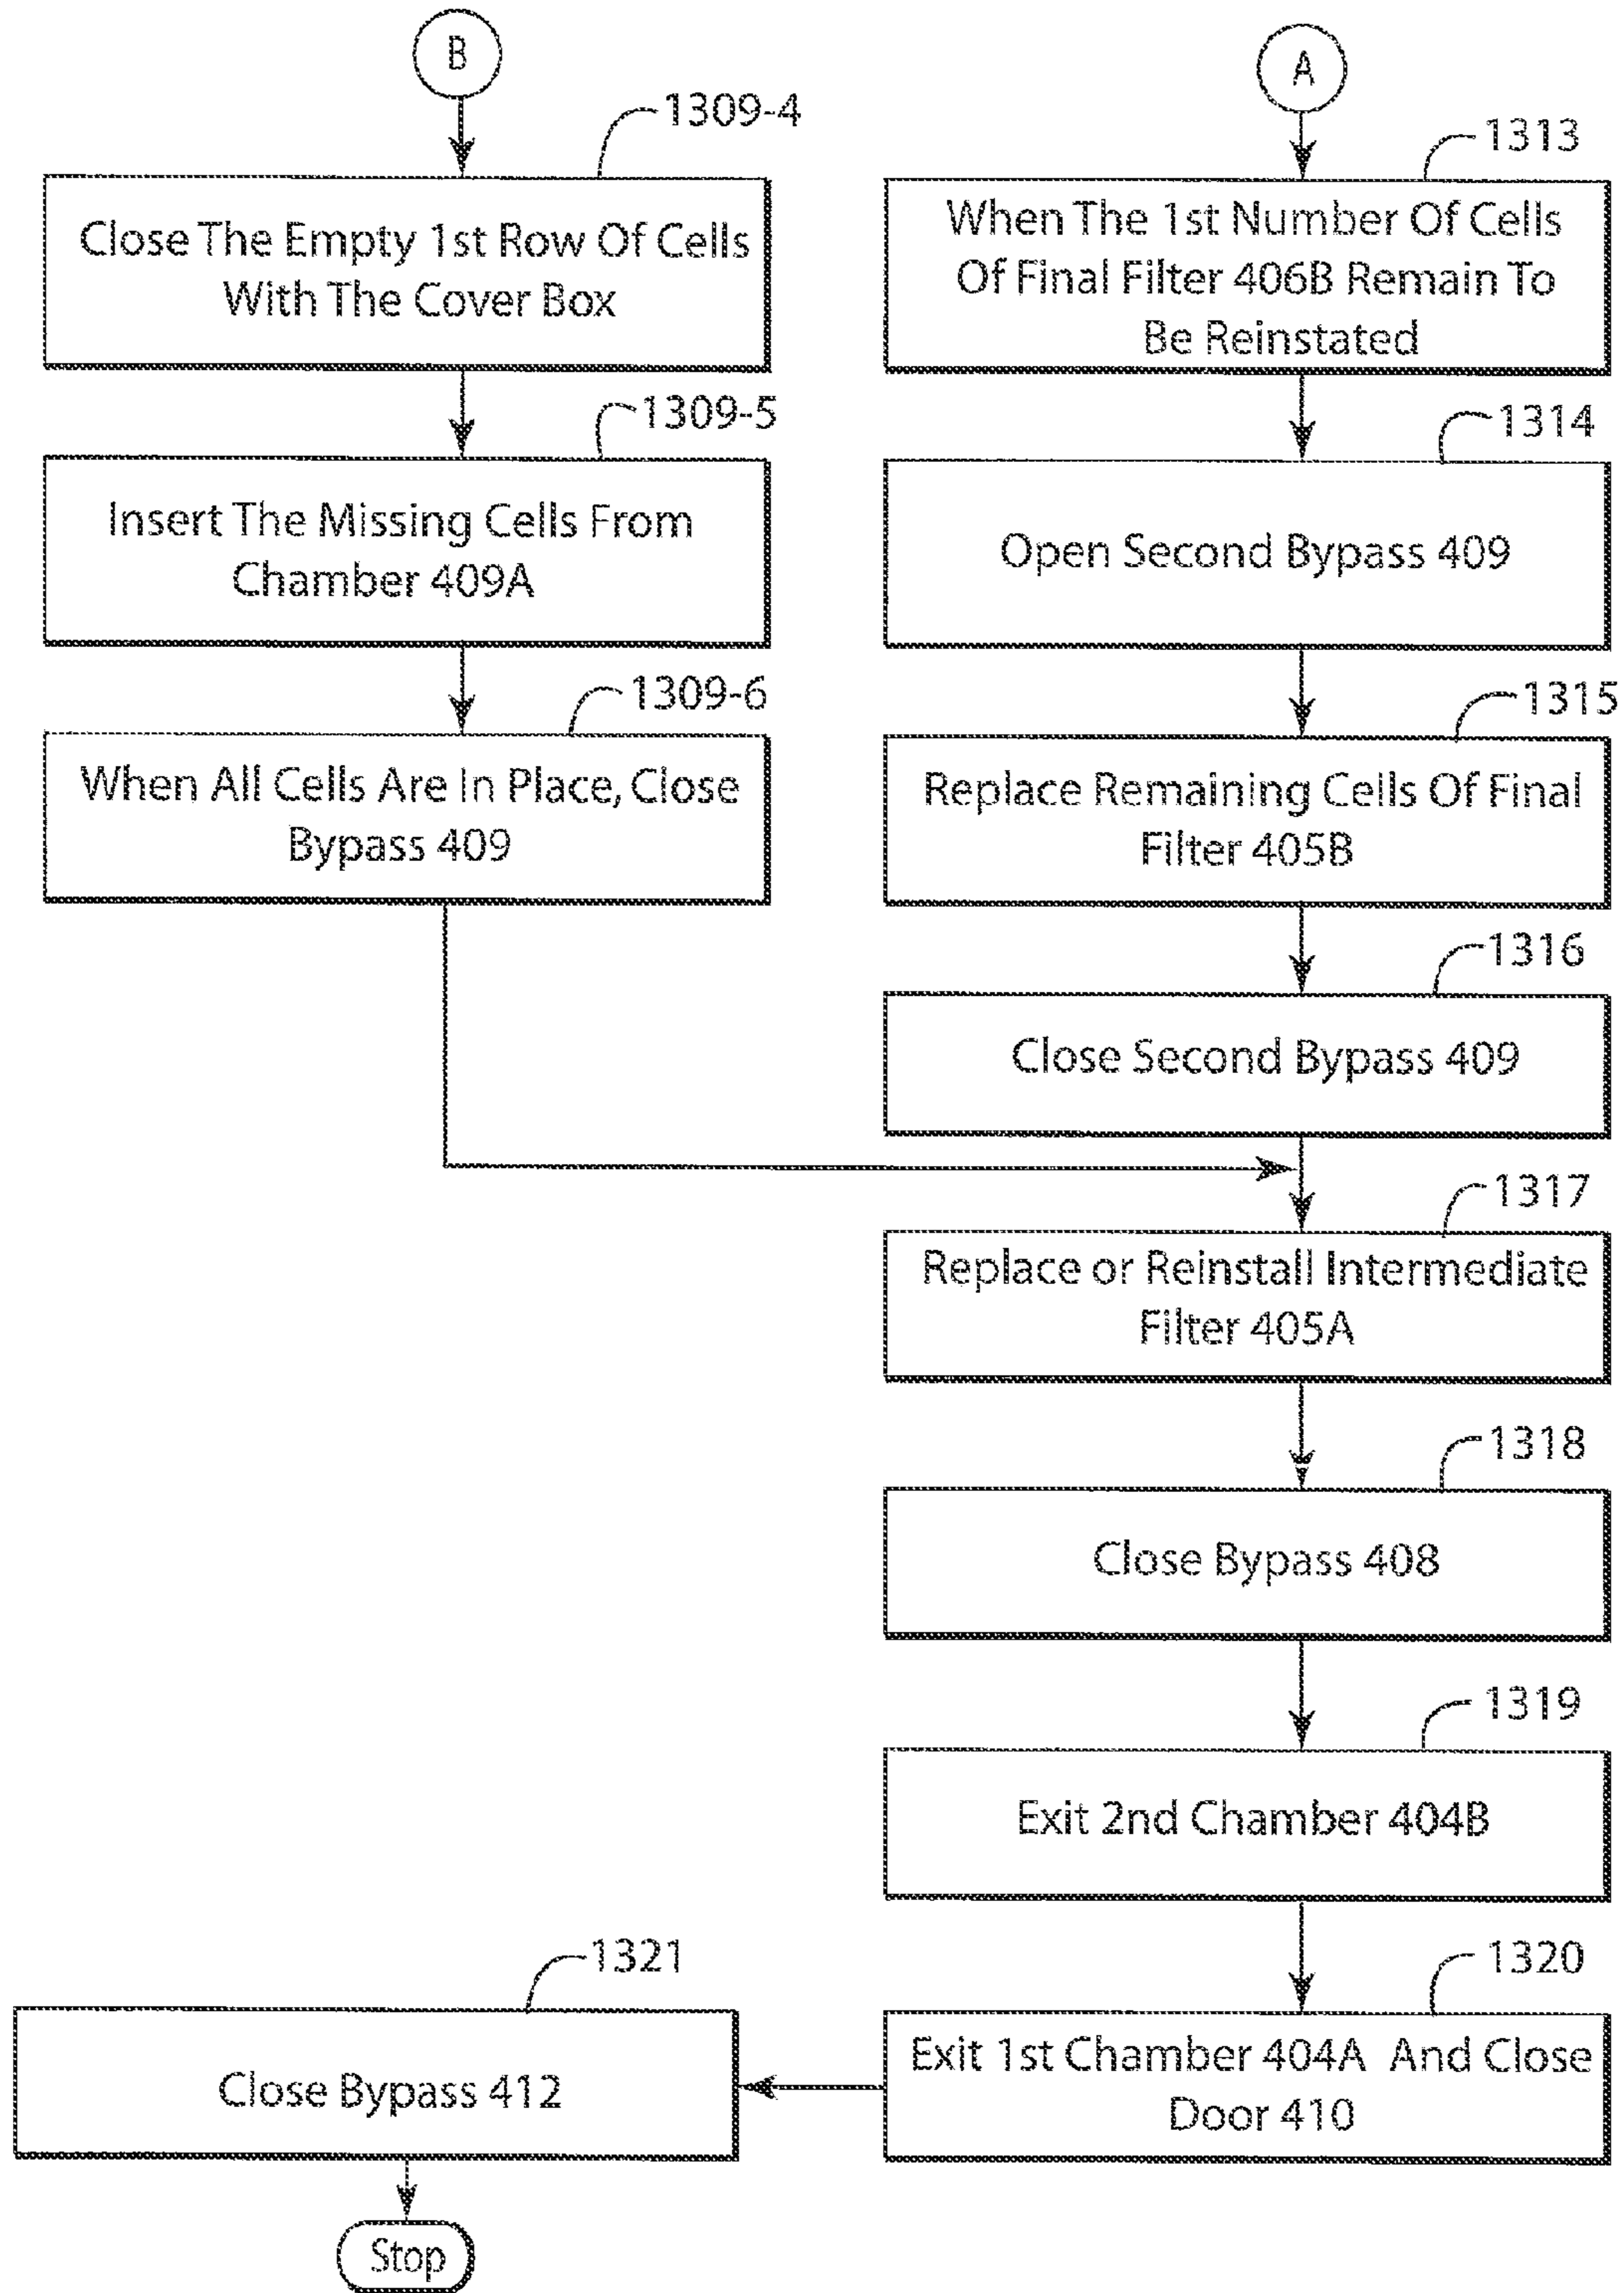 B
1309-4
Close The Empty 1st Row Of Cells
With The Cover Box
1309-5
Insert The Missing Cells From
Chamber 409A
1309-6
When All Cells Are In Place, Close
Bypass 409
A
1313
When The 1st Number Of Cells
Of Final Filter 406B Remain To
Be Reinstated
1314
Open Second Bypass 409
1315
Replace Remaining Cells Of Final
Filter 405B
1316
Close Second Bypass 409
1317
Replace or Reinstall Intermediate
Filter 405A
1318
Close Bypass 408
1319
Exit 2nd Chamber 404B
1320
Exit 1st Chamber 404A And Close
Door 410
1321
Close Bypass 412
Stop